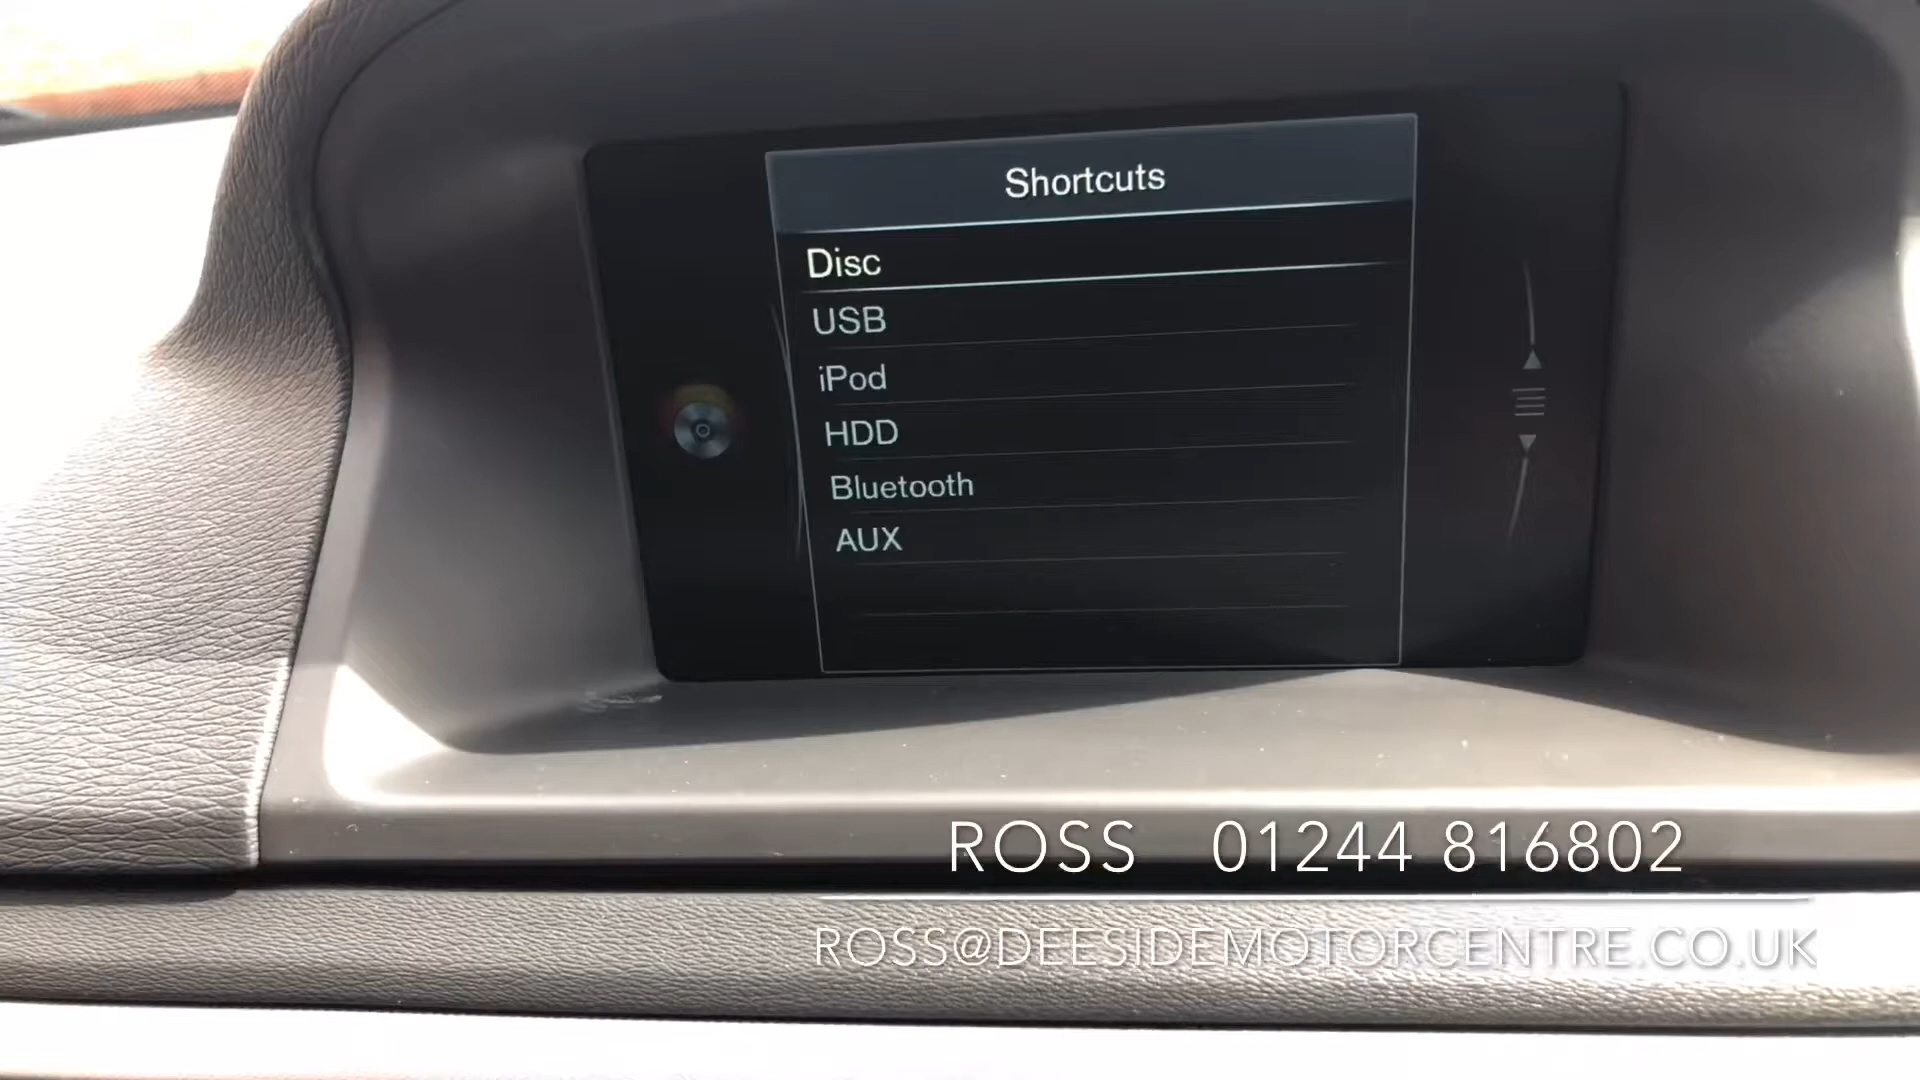 Shortcuts
Disc
USB
iPod
HDD
Bluetooth
AUX
ROSS 01244 816802
ROSS@DEESIDEMOTORCENTRE.CO.UK